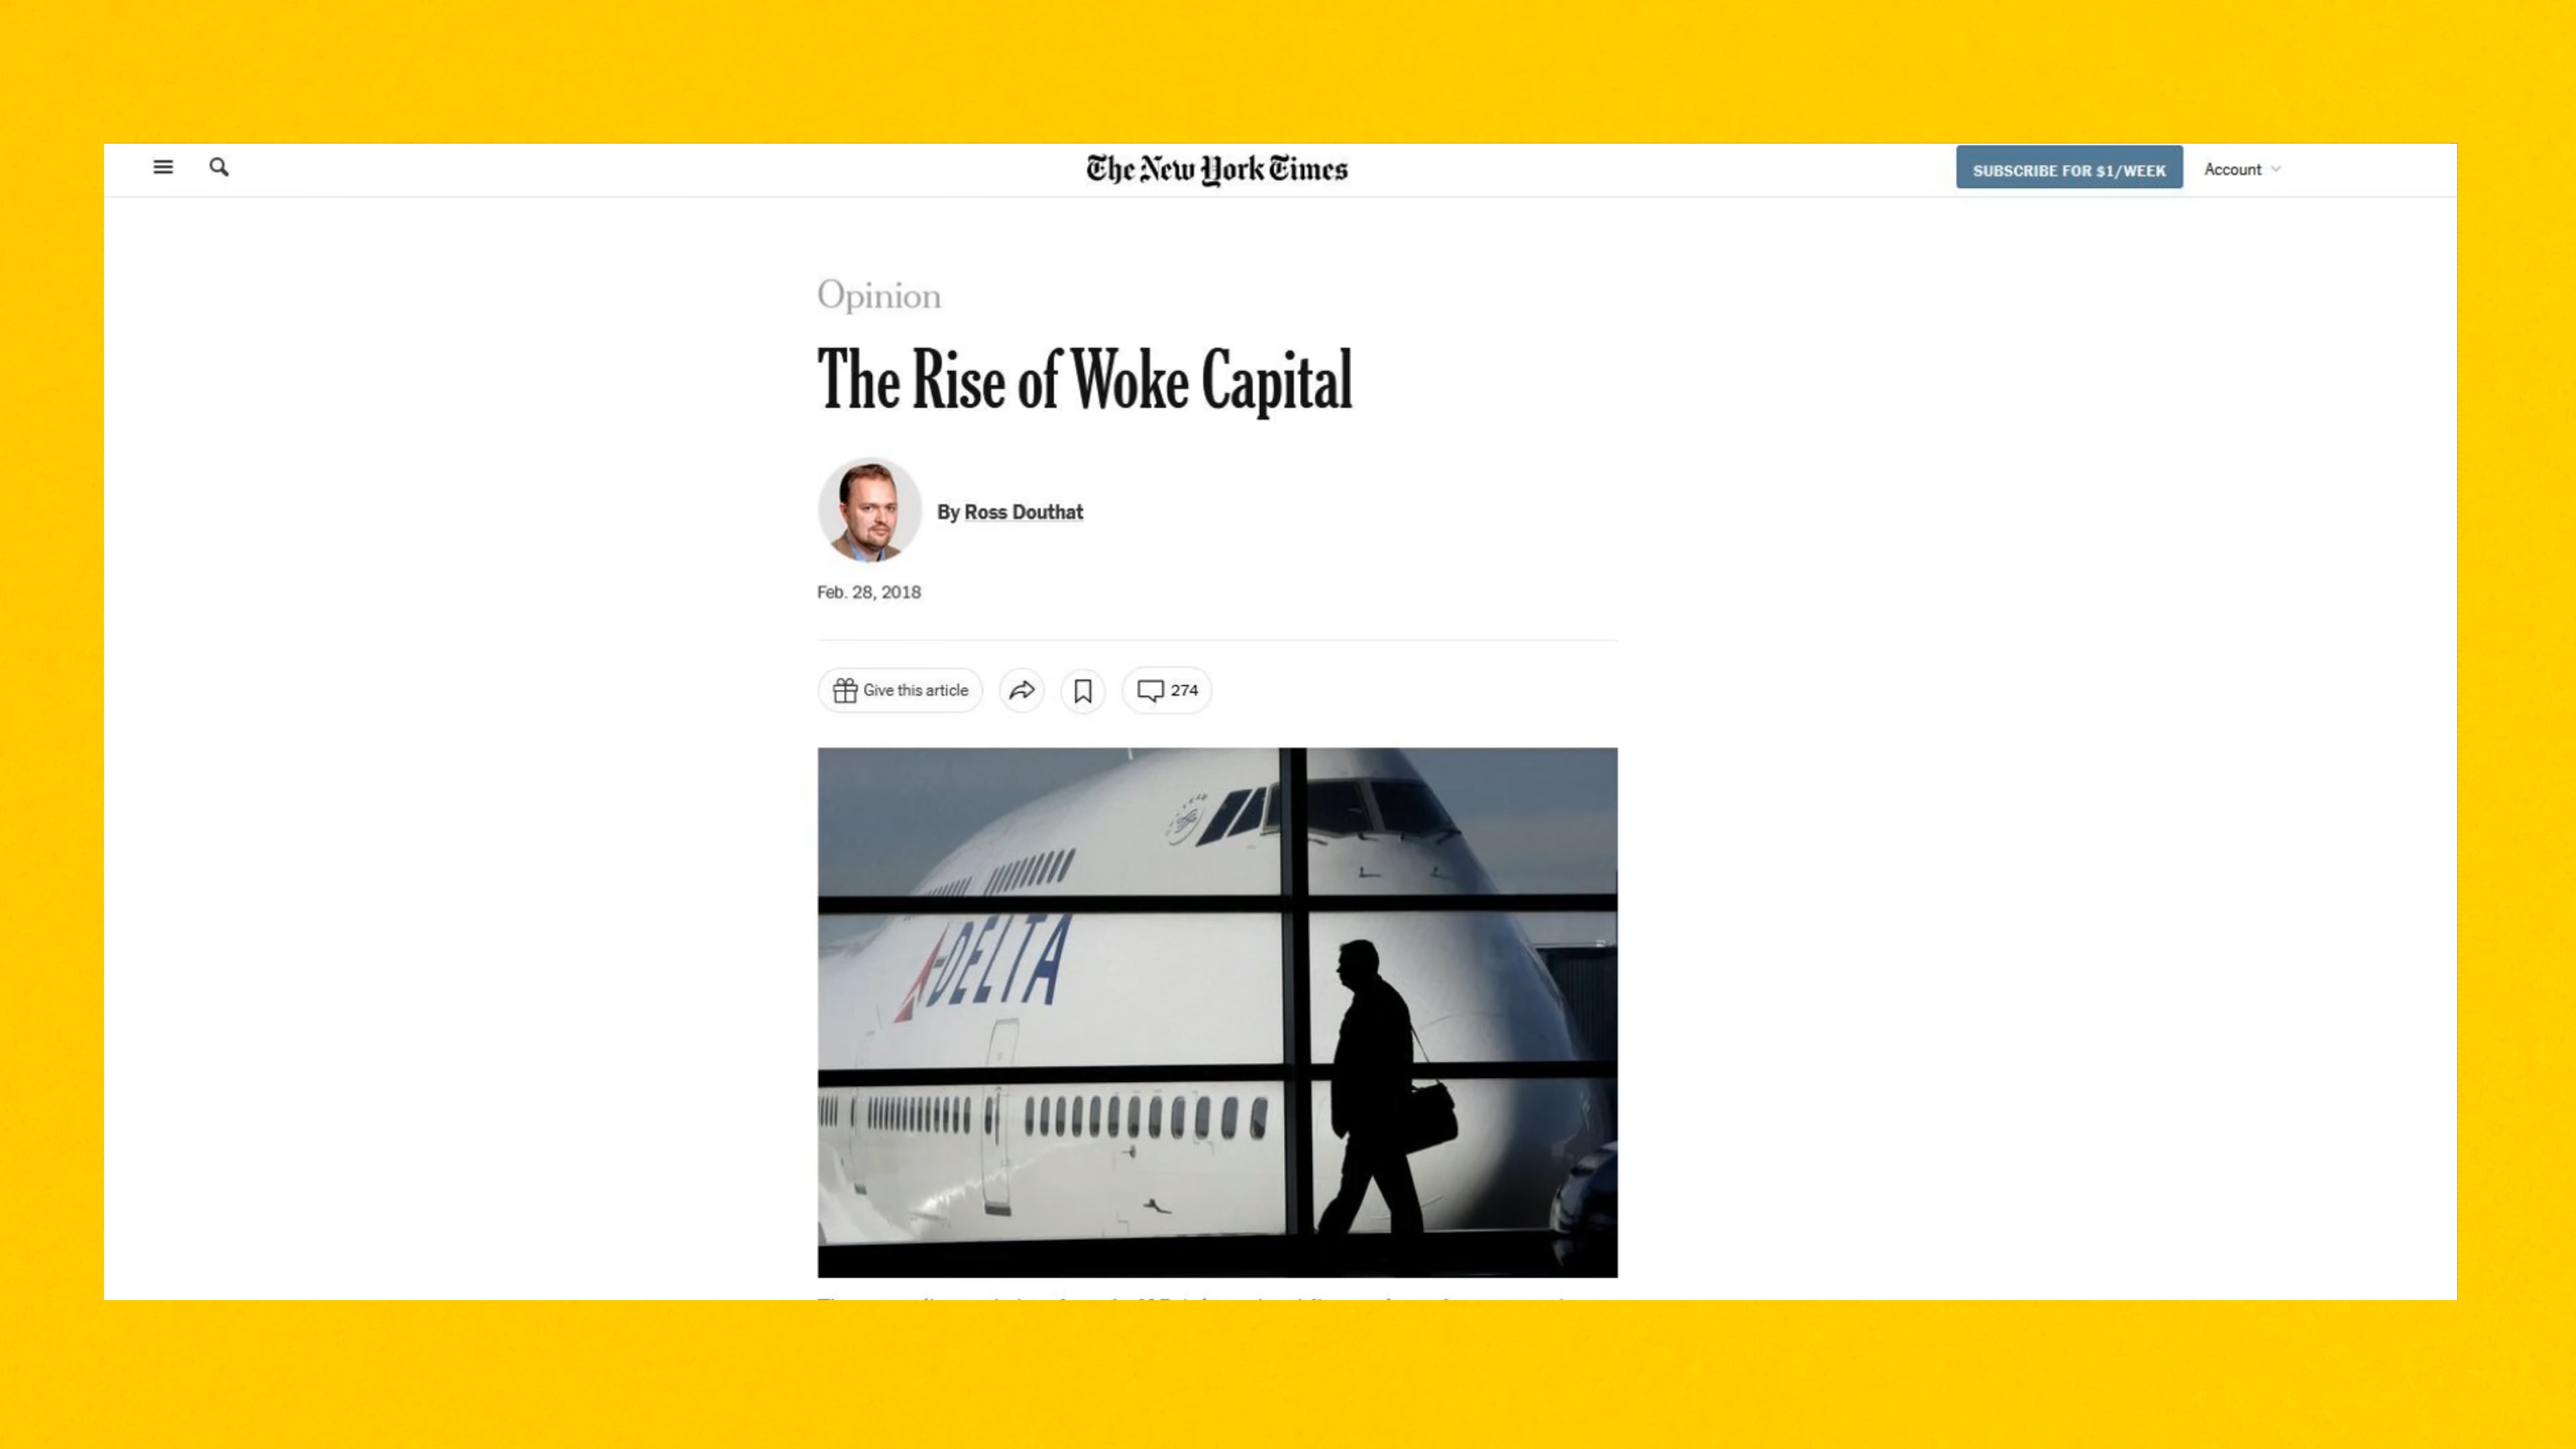 The New York Times
SUBSCRIBE FOR $1/WEEK
Account
Opinion
The Rise of Woke Capital
By Ross Douthat
Feb. 28, 2018
Give this article
274
DELTA